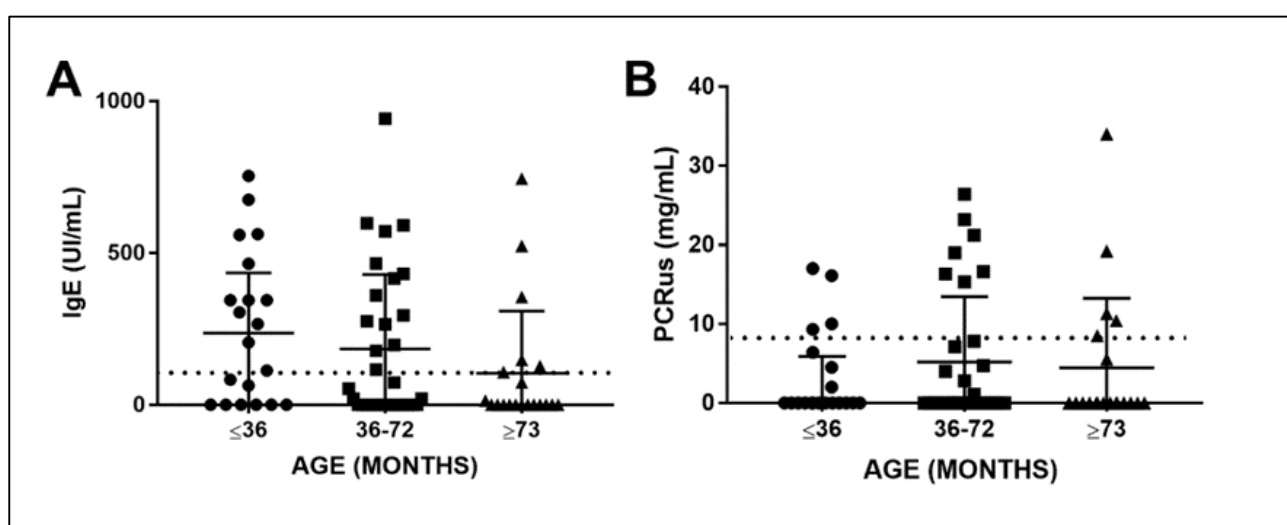 A
IgE (UI/mL)
1000
500
0
≤36 36-72 ≥73
AGE (MONTHS)
B
PCRus (mg/mL)
40
30
20
10
0
≤36 36-72 ≥73
AGE (MONTHS)